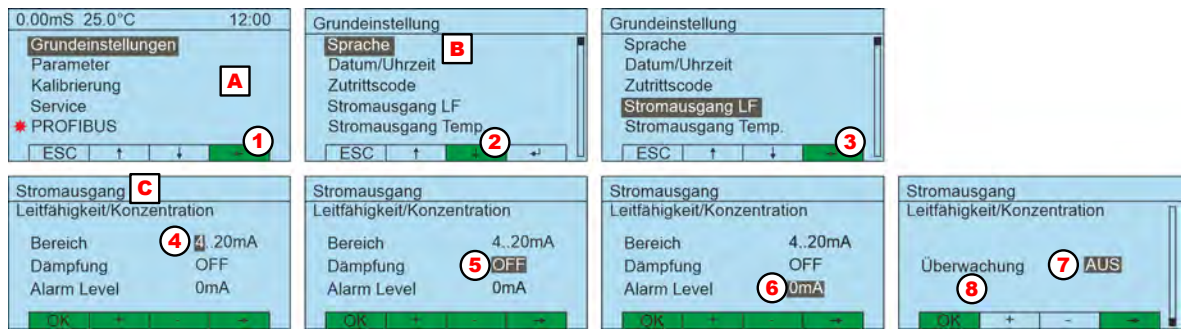 0.00mS 25.0°C 12:00
Grundeinstellungen
Parameter
Kalibrierung
Service
PROFIBUS
ESC ↑ ↓ →
A
1
Grundeinstellung
Sprache
Datum/Uhrzeit
Zutrittscode
Stromausgang LF
Stromausgang Temp.
ESC ↑ ↓ ↵
B
2
Grundeinstellung
Sprache
Datum/Uhrzeit
Zutrittscode
Stromausgang LF
Stromausgang Temp.
ESC ↑ ↓ →
3
Stromausgang C
Leitfähigkeit/Konzentration
Bereich 4 4..20mA
Dämpfung OFF
Alarm Level 0mA
OK + - →
Stromausgang
Leitfähigkeit/Konzentration
Bereich 4..20mA
Dämpfung 5 OFF
Alarm Level 0mA
OK + - →
Stromausgang
Leitfähigkeit/Konzentration
Bereich 4..20mA
Dämpfung OFF
Alarm Level 6 0mA
OK + - →
Stromausgang
Leitfähigkeit/Konzentration
Überwachung 7 AUS
8
OK + - →